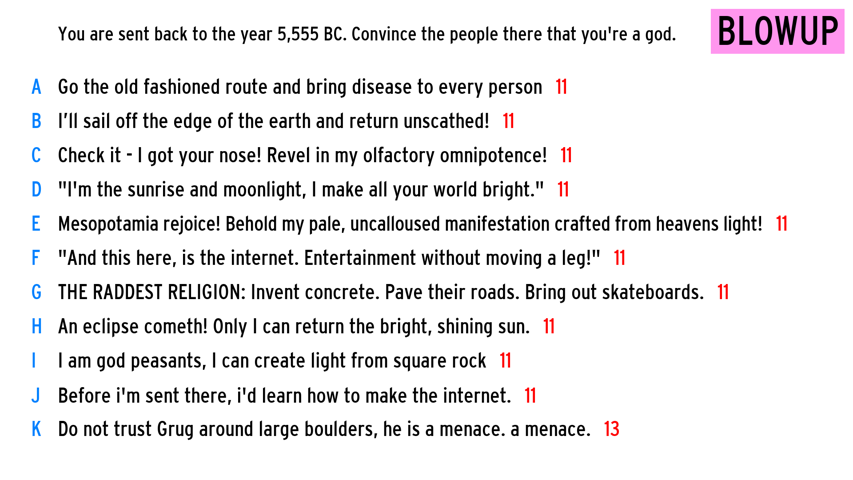 You are sent back to the year 5,555 BC. Convince the people there that you're a god.
BLOWUP
A Go the old fashioned route and bring disease to every person 11
B I'll sail off the edge of the earth and return unscathed! 11
C Check it - I got your nose! Revel in my olfactory omnipotence! 11
D "I'm the sunrise and moonlight, I make all your world bright." 11
E Mesopotamia rejoice! Behold my pale, uncalloused manifestation crafted from heavens light! 11
F "And this here, is the internet. Entertainment without moving a leg!" 11
G THE RADDEST RELIGION: Invent concrete. Pave their roads. Bring out skateboards. 11
H An eclipse cometh! Only I can return the bright, shining sun. 11
I I am god peasants, I can create light from square rock 11
J Before i'm sent there, i'd learn how to make the internet. 11
K Do not trust Grug around large boulders, he is a menace. a menace. 13